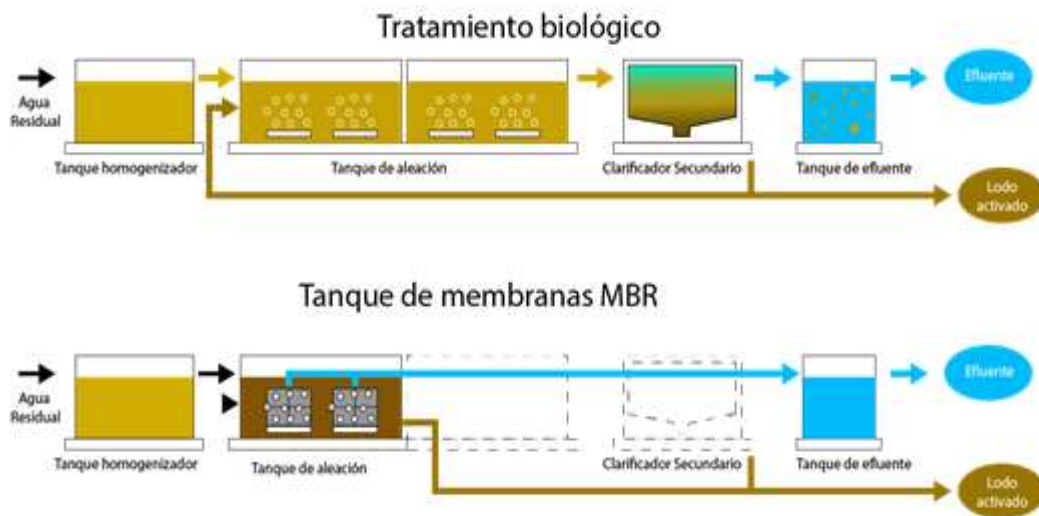 Tratamiento biológico
Agua
Residual
Tanque homogenizador
Tanque de aleación
Clarificador Secundario
Tanque de efluente
Efluente
Lodo
activado
Tanque de membranas MBR
Agua
Residual
Tanque homogenizador
Tanque de aleación
Clarificador Secundario
Tanque de efluente
Efluente
Lodo
activado